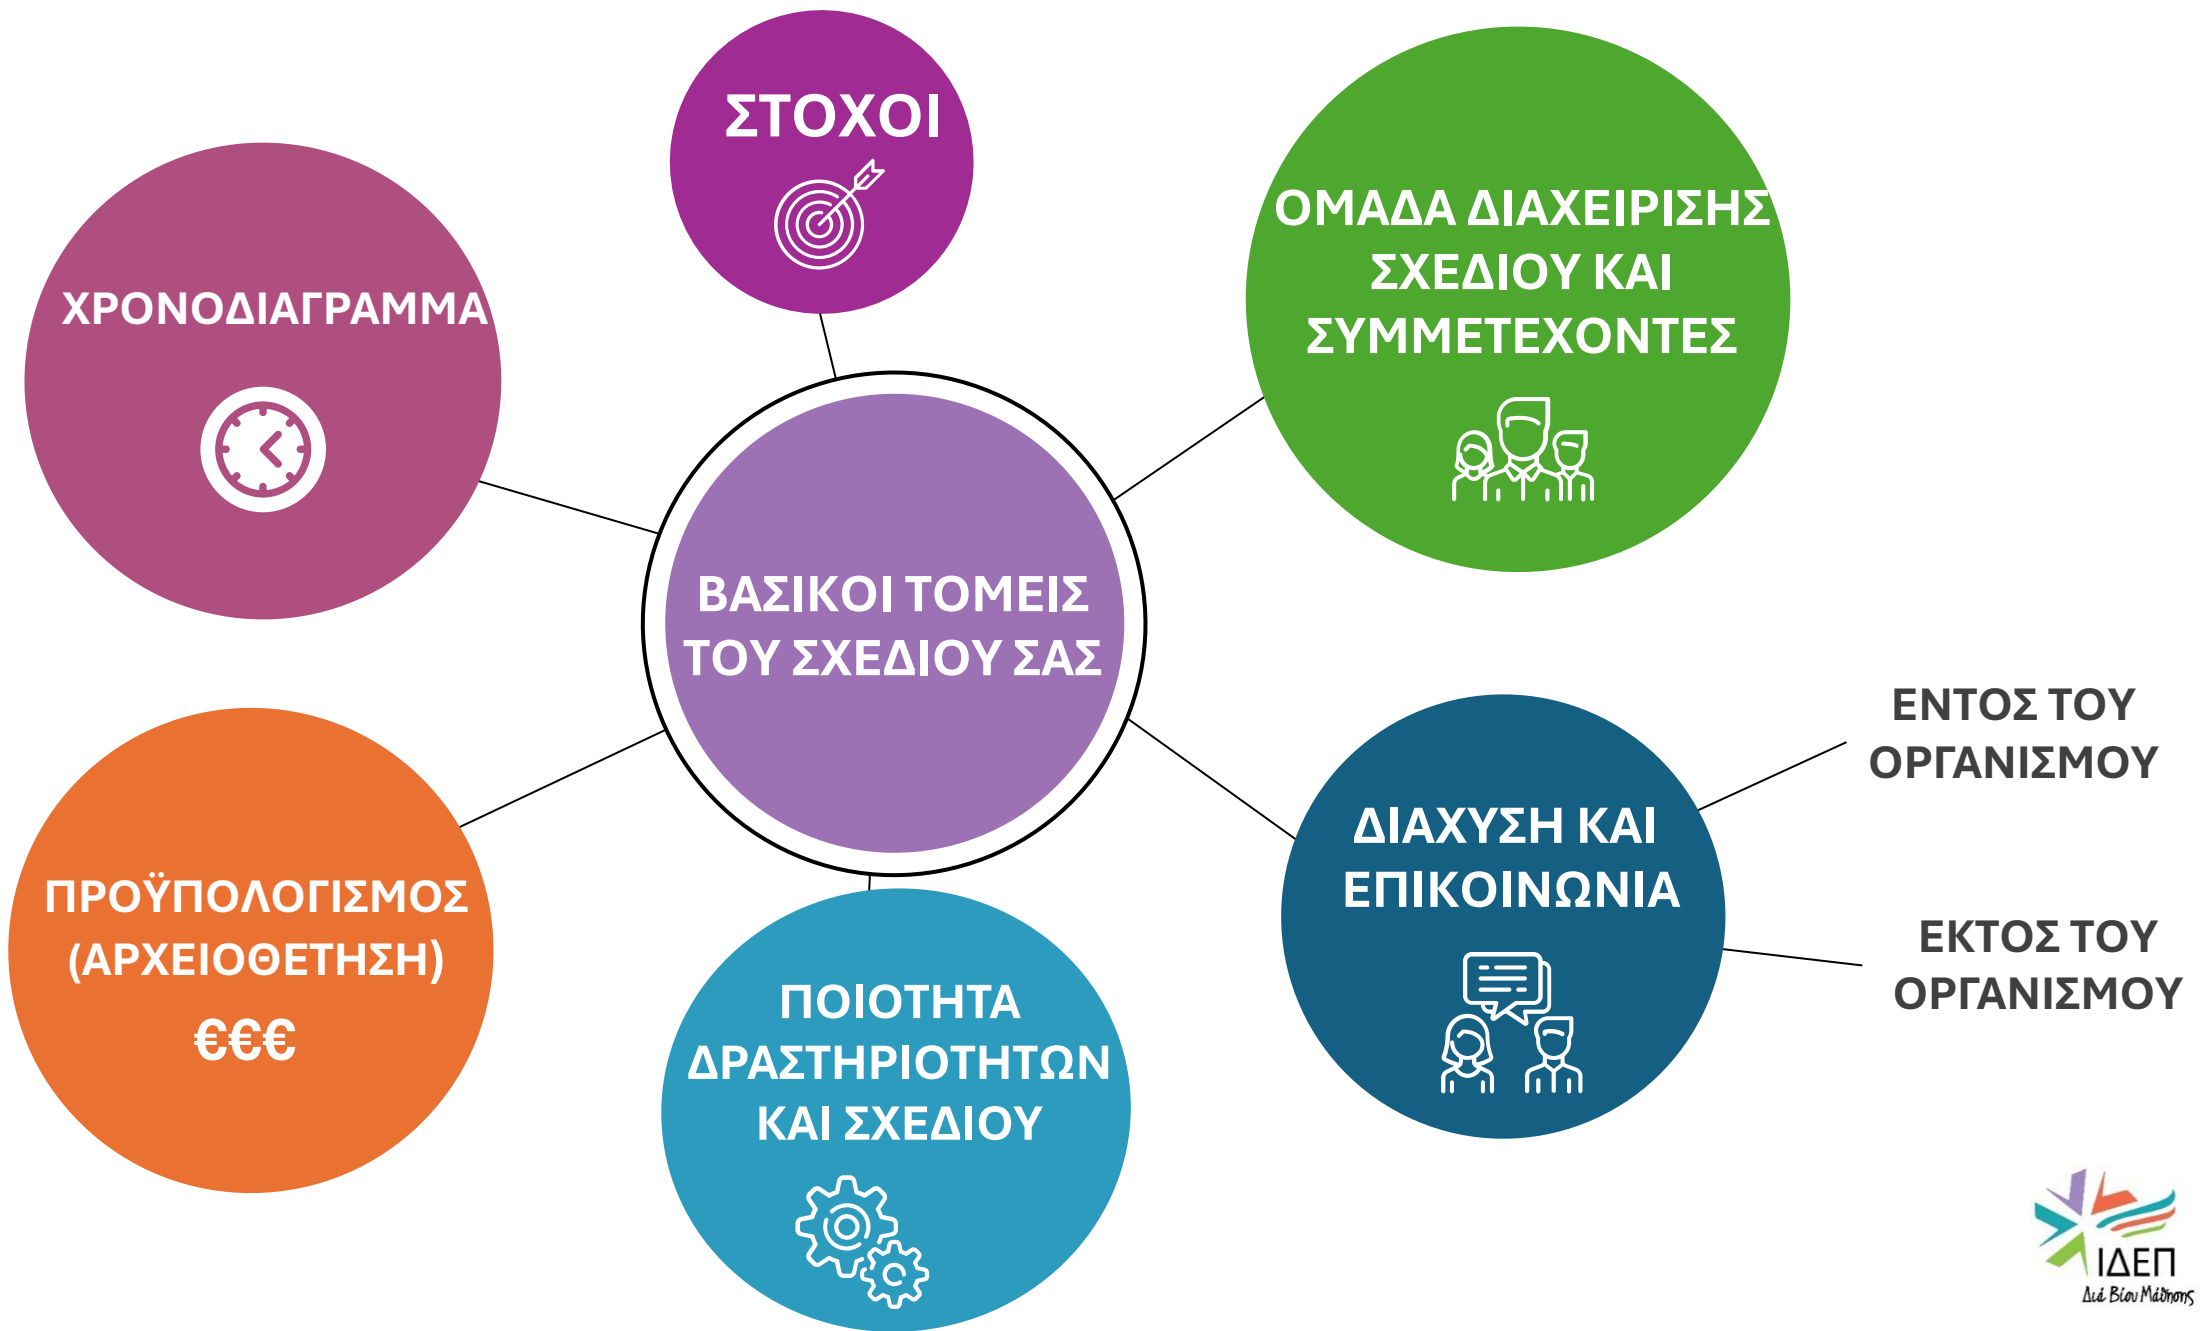 ΣΤΟΧΟΙ
ΟΜΑΔΑ ΔΙΑΧΕΙΡΙΣΗΣ
ΣΧΕΔΙΟΥ ΚΑΙ
ΣΥΜΜΕΤΕΧΟΝΤΕΣ
ΧΡΟΝΟΔΙΑΓΡΑΜΜΑ
ΒΑΣΙΚΟΙ ΤΟΜΕΙΣ
ΤΟΥ ΣΧΕΔΙΟΥ ΣΑΣ
ΕΝΤΟΣ ΤΟΥ
ΟΡΓΑΝΙΣΜΟΥ
ΔΙΑΧΥΣΗ ΚΑΙ
ΕΠΙΚΟΙΝΩΝΙΑ
ΕΚΤΟΣ ΤΟΥ
ΟΡΓΑΝΙΣΜΟΥ
ΠΡΟΫΠΟΛΟΓΙΣΜΟΣ
(ΑΡΧΕΙΟΘΕΤΗΣΗ)
€€€
ΠΟΙΟΤΗΤΑ
ΔΡΑΣΤΗΡΙΟΤΗΤΩΝ
ΚΑΙ ΣΧΕΔΙΟΥ
ΙΔΕΠ
Διά Βίου Μάθησης